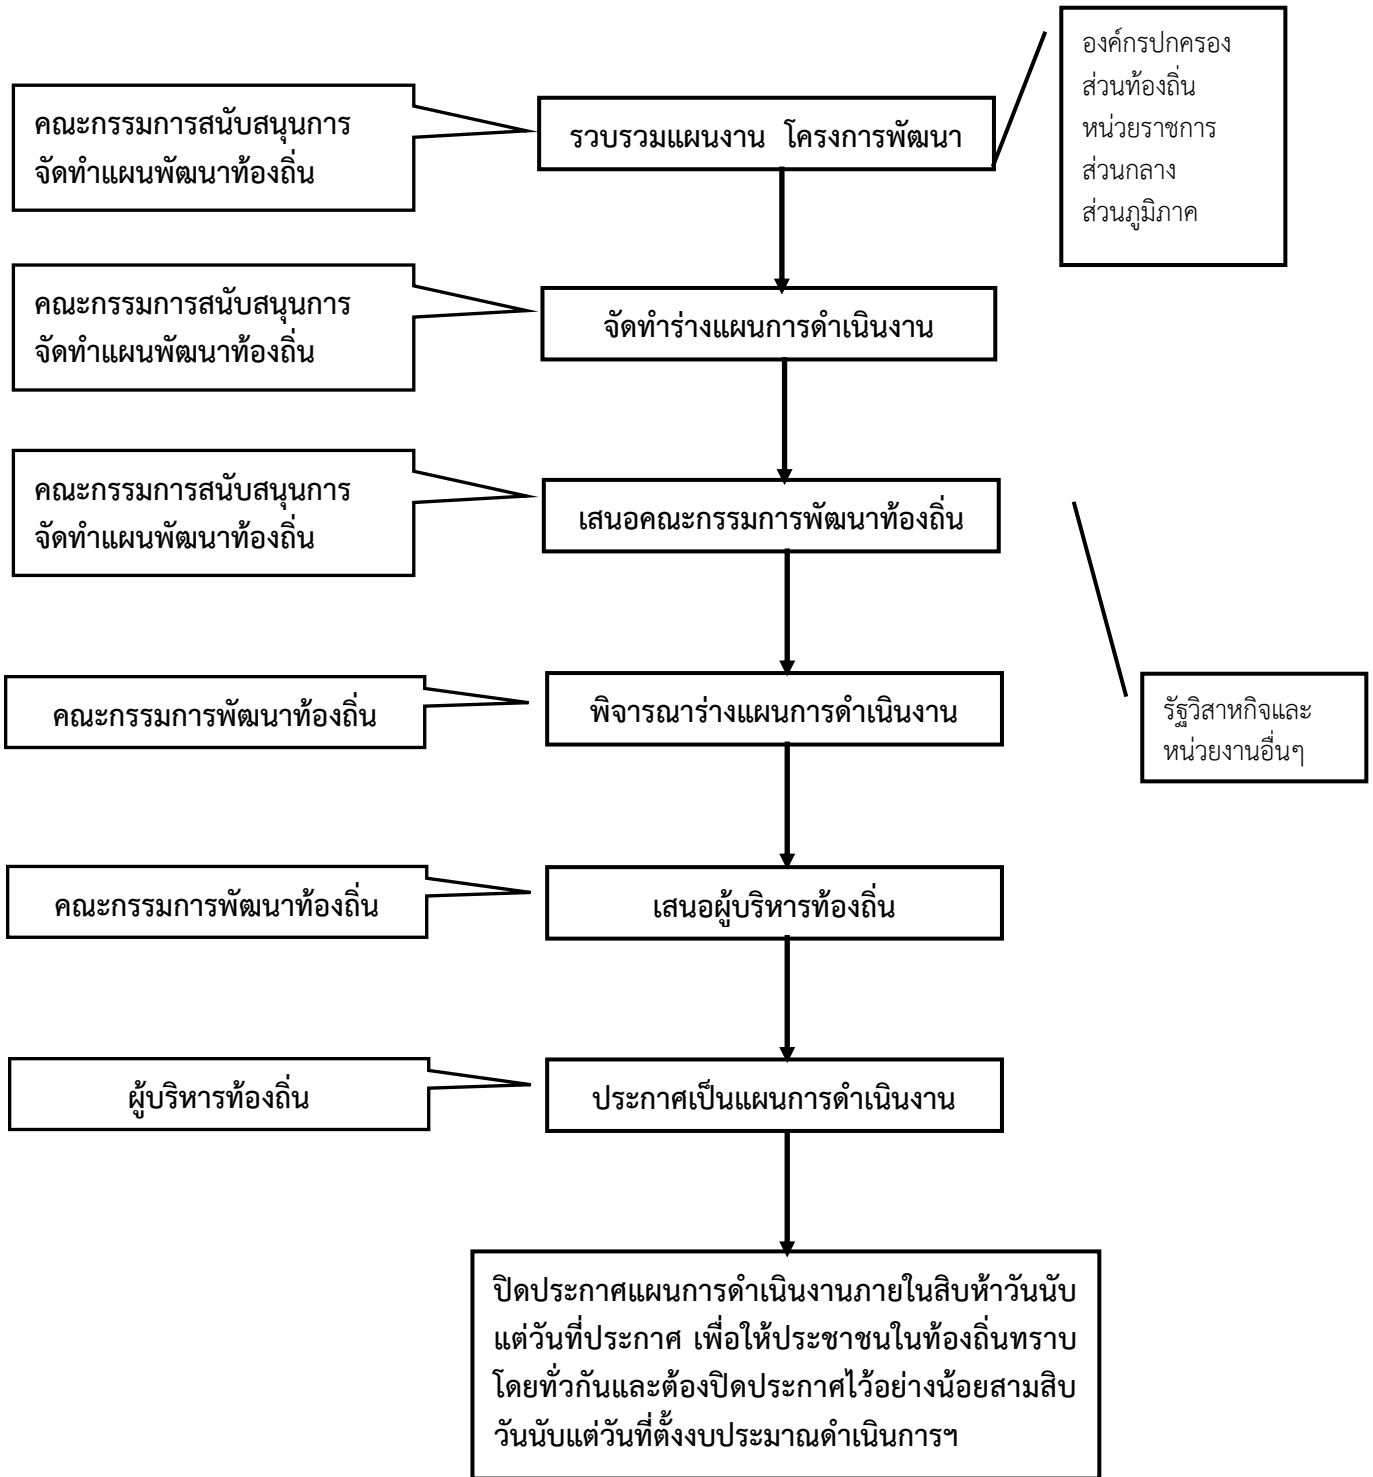 องค์กรปกครอง
ส่วนท้องถิ่น
หน่วยราชการ
ส่วนกลาง
ส่วนภูมิภาค
คณะกรรมการสนับสนุนการ
จัดทำแผนพัฒนาท้องถิ่น
รวบรวมแผนงาน โครงการพัฒนา
คณะกรรมการสนับสนุนการ
จัดทำแผนพัฒนาท้องถิ่น
จัดทำร่างแผนการดำเนินงาน
คณะกรรมการสนับสนุนการ
จัดทำแผนพัฒนาท้องถิ่น
เสนอคณะกรรมการพัฒนาท้องถิ่น
คณะกรรมการพัฒนาท้องถิ่น
พิจารณาร่างแผนการดำเนินงาน
รัฐวิสาหกิจและ
หน่วยงานอื่นๆ
คณะกรรมการพัฒนาท้องถิ่น
เสนอผู้บริหารท้องถิ่น
ผู้บริหารท้องถิ่น
ประกาศเป็นแผนการดำเนินงาน
ปิดประกาศแผนการดำเนินงานภายในสิบห้าวันนับ
แต่วันที่ประกาศ เพื่อให้ประชาชนในท้องถิ่นทราบ
โดยทั่วกันและต้องปิดประกาศไว้อย่างน้อยสามสิบ
วันนับแต่วันที่ตั้งงบประมาณดำเนินการฯ